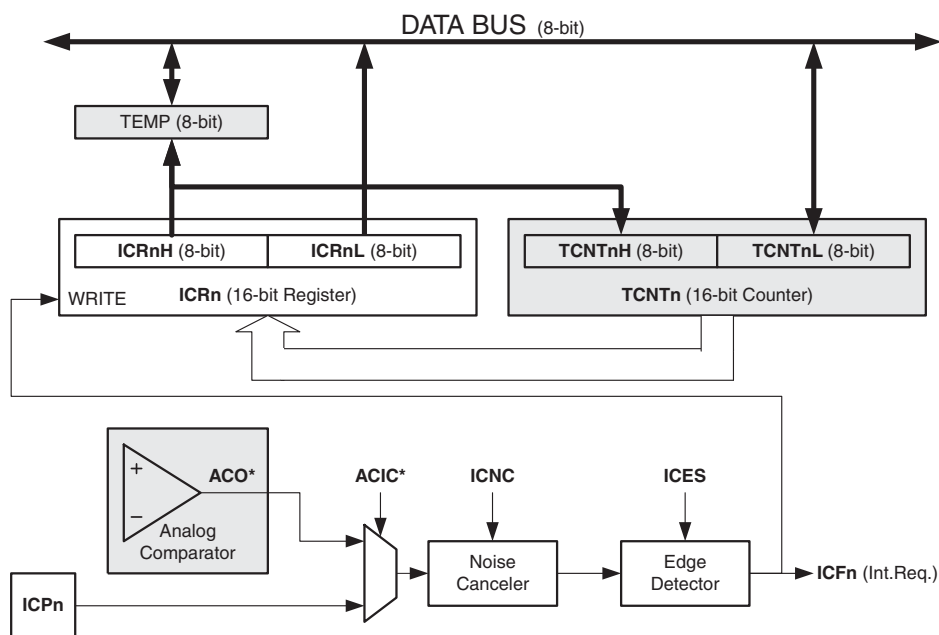 DATA BUS (8-bit)
TEMP (8-bit)
ICRnH (8-bit)
ICRnL (8-bit)
TCNTnH (8-bit)
TCNTnL (8-bit)
WRITE
ICRn (16-bit Register)
TCNTn (16-bit Counter)
+
−
ACO*
Analog
Comparator
ACIC*
ICNC
ICES
Noise
Canceler
Edge
Detector
ICFn (Int.Req.)
ICPn